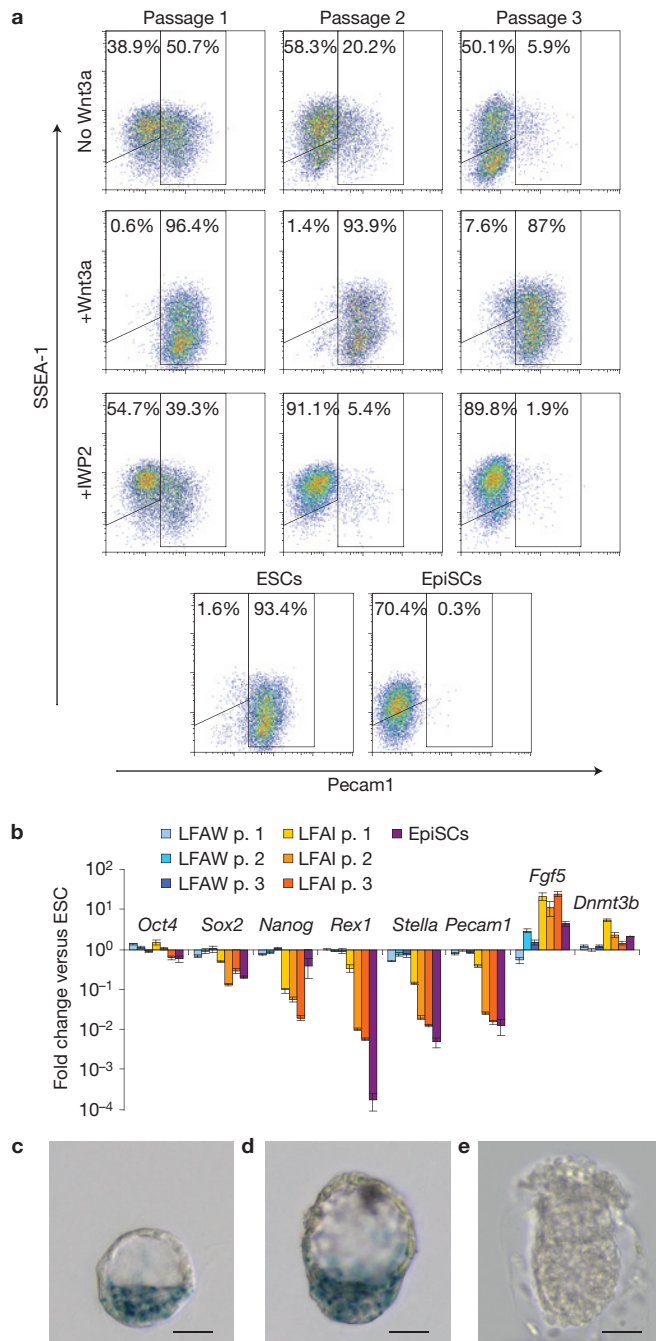 a
Passage 1 Passage 2 Passage 3
No Wnt3a
38.9% 50.7% 58.3% 20.2% 50.1% 5.9%
+Wnt3a
0.6% 96.4% 1.4% 93.9% 7.6% 87%
+IWP2
54.7% 39.3% 91.1% 5.4% 89.8% 1.9%
SSEA-1
ESCs EpiSCs
1.6% 93.4% 70.4% 0.3%
Pecam1
b
LFAW p. 1 LFAI p. 1 EpiSCs
LFAW p. 2 LFAI p. 2
LFAW p. 3 LFAI p. 3
Fold change versus ESC
10²
10¹
10⁰
10⁻¹
10⁻²
10⁻³
10⁻⁴
Oct4 Sox2 Nanog Rex1 Stella Pecam1 Fgf5 Dnmt3b
c d e